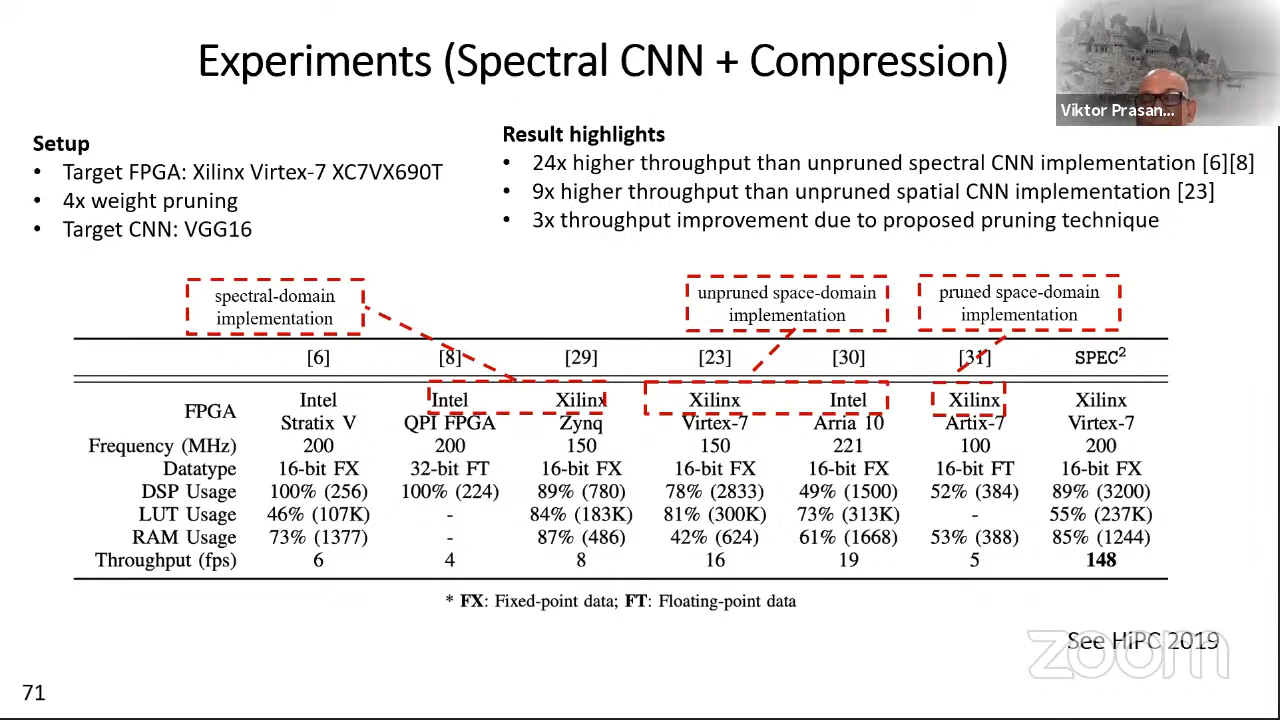 Experiments (Spectral CNN + Compression)
Viktor Prasan...
Setup
• Target FPGA: Xilinx Virtex-7 XC7VX690T
• 4x weight pruning
• Target CNN: VGG16
Result highlights
• 24x higher throughput than unpruned spectral CNN implementation [6][8]
• 9x higher throughput than unpruned spatial CNN implementation [23]
• 3x throughput improvement due to proposed pruning technique
spectral-domain
implementation
unpruned space-domain
implementation
pruned space-domain
implementation
[6] [8] [29] [23] [30] [31] SPEC²
FPGA Intel Intel Xilinx Xilinx Intel Xilinx Xilinx
Stratix V QPI FPGA Zynq Virtex-7 Arria 10 Artix-7 Virtex-7
Frequency (MHz) 200 200 150 150 221 100 200
Datatype 16-bit FX 32-bit FT 16-bit FX 16-bit FX 16-bit FX 16-bit FT 16-bit FX
DSP Usage 100% (256) 100% (224) 89% (780) 78% (2833) 49% (1500) 52% (384) 89% (3200)
LUT Usage 46% (107K) - 84% (183K) 81% (300K) 73% (313K) - 55% (237K)
RAM Usage 73% (1377) - 87% (486) 42% (624) 61% (1668) 53% (388) 85% (1244)
Throughput (fps) 6 4 8 16 19 5 148
* FX: Fixed-point data; FT: Floating-point data
See HiPC 2019
zoom
71